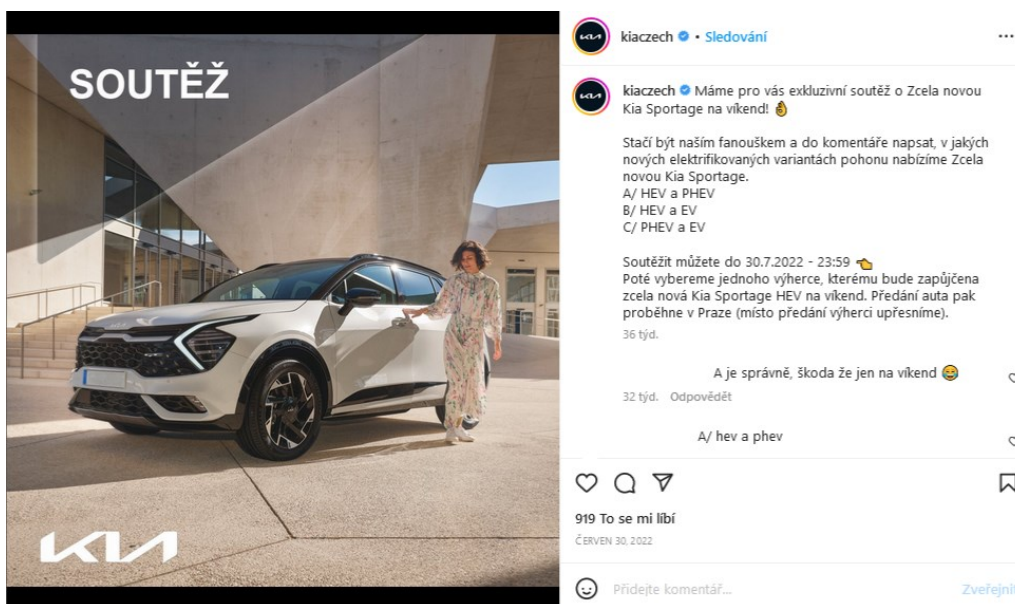 SOUTĚŽ
KIA
kiaczech • Sledování
kiaczech Máme pro vás exkluzivní soutěž o Zcela novou
Kia Sportage na víkend! 👌
Stačí být naším fanouškem a do komentáře napsat, v jakých
nových elektrifikovaných variantách pohonu nabízíme Zcela
novou Kia Sportage.
A/ HEV a PHEV
B/ HEV a EV
C/ PHEV a EV
Soutěžit můžete do 30.7.2022 - 23:59 👈
Poté vybereme jednoho výherce, kterému bude zapůjčena
zcela nová Kia Sportage HEV na víkend. Předání auta pak
proběhne v Praze (místo předání výherci upřesníme).
36 týd.
A je správně, škoda že jen na víkend 😂
32 týd. Odpovědět
A/ hev a phev
919 To se mi líbí
ČERVEN 30, 2022
Přidejte komentář...
Zveřejnit